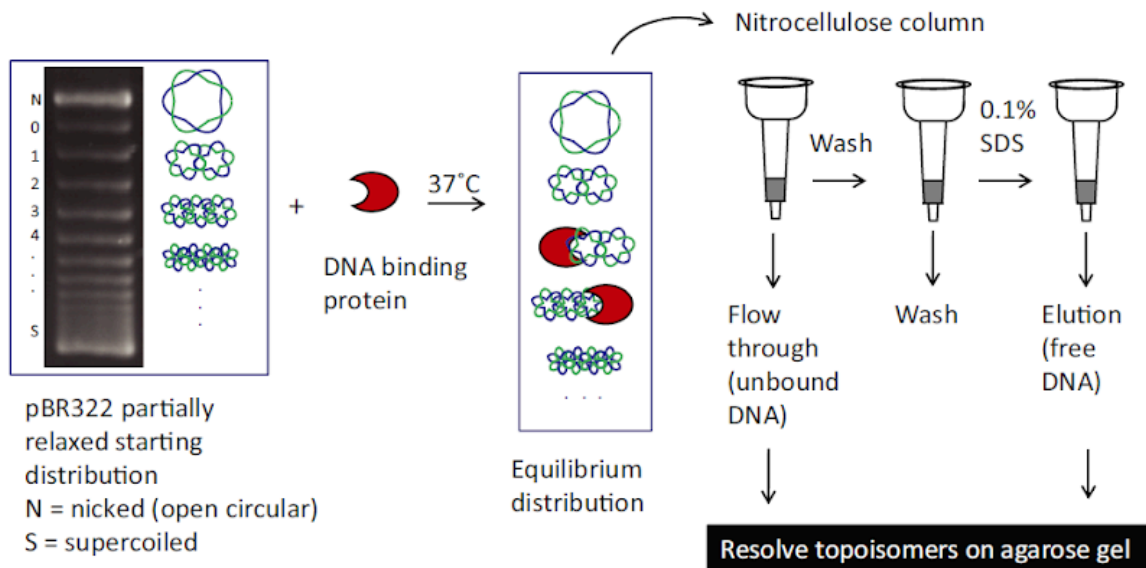 Nitrocellulose column
N
0
1
2
3
4
.
.
.
S
.
.
.
+
37˚C
DNA binding
protein
. . .
Wash
0.1%
SDS
Flow
through
(unbound
DNA)
Wash
Elution
(free
DNA)
pBR322 partially
relaxed starting
distribution
N = nicked (open circular)
S = supercoiled
Equilibrium
distribution
Resolve topoisomers on agarose gel